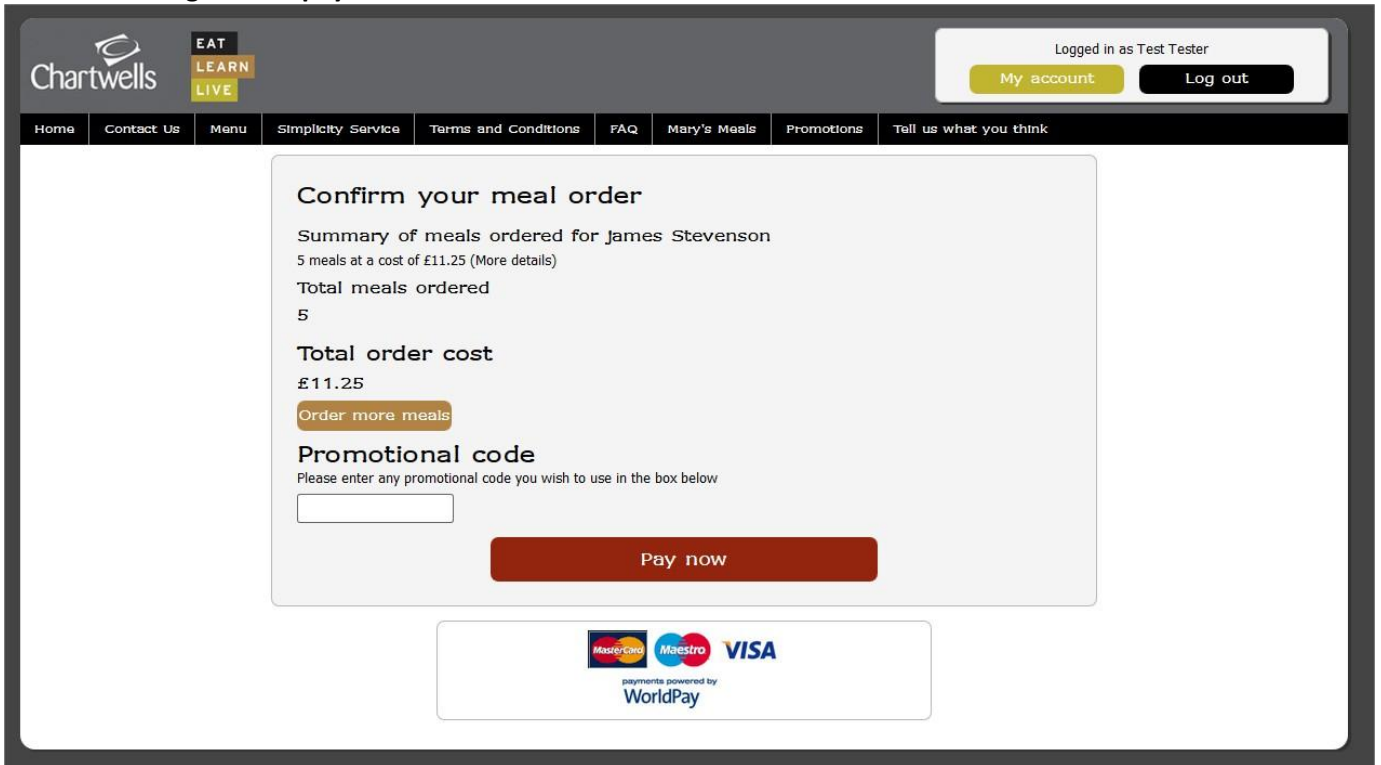 Chartwells
EAT
LEARN
LIVE
Logged in as Test Tester
My account
Log out
Home
Contact Us
Menu
Simplicity Service
Terms and Conditions
FAQ
Mary's Meals
Promotions
Tell us what you think
Confirm your meal order
Summary of meals ordered for James Stevenson
5 meals at a cost of £11.25 (More details)
Total meals ordered
5
Total order cost
£11.25
Order more meals
Promotional code
Please enter any promotional code you wish to use in the box below
Pay now
MasterCard
Maestro
VISA
payments powered by
WorldPay